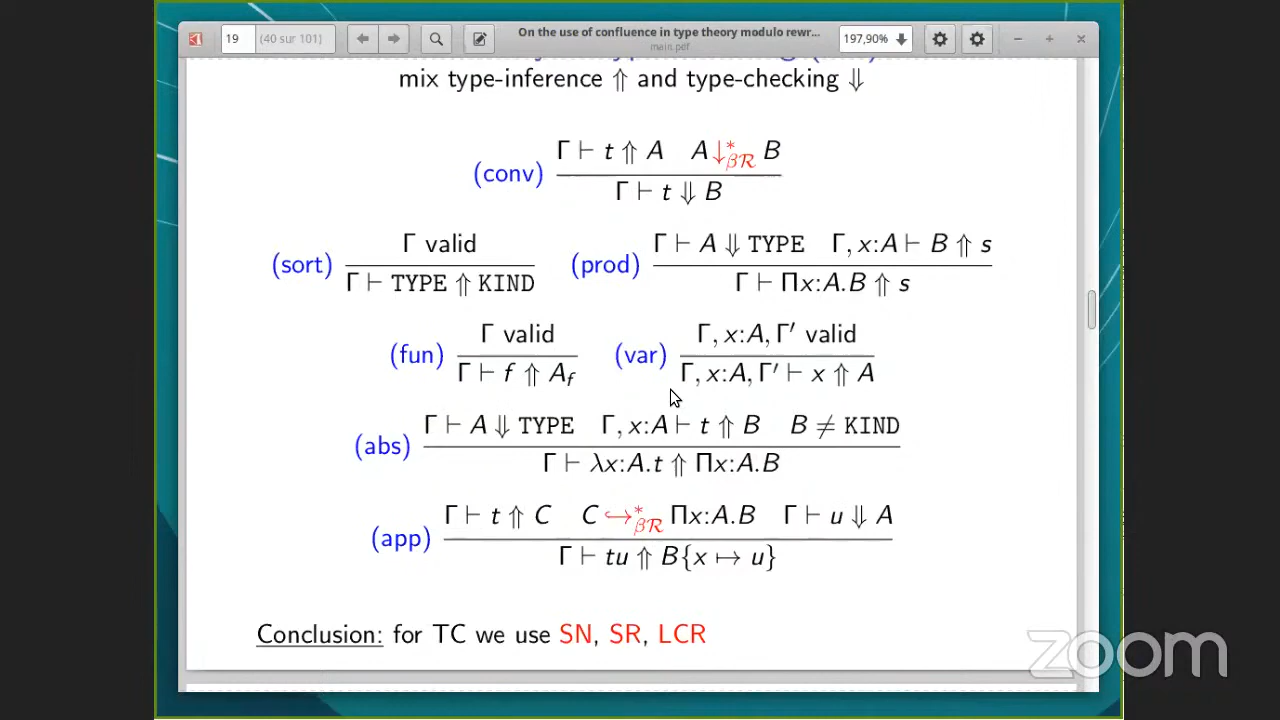 19 (40 sur 101) On the use of confluence in type theory modulo rewr... 197,90%
main.pdf
mix type-inference ⇑ and type-checking ⇓
(conv) Γ ⊢ t ⇑ A   A ↓*βR B
Γ ⊢ t ⇓ B
(sort) Γ valid
Γ ⊢ TYPE ⇑ KIND
(prod) Γ ⊢ A ⇓ TYPE   Γ, x:A ⊢ B ⇑ s
Γ ⊢ Πx:A.B ⇑ s
(fun) Γ valid
Γ ⊢ f ⇑ A_f
(var) Γ, x:A, Γ′ valid
Γ, x:A, Γ′ ⊢ x ⇑ A
(abs) Γ ⊢ A ⇓ TYPE   Γ, x:A ⊢ t ⇑ B   B ≠ KIND
Γ ⊢ λx:A.t ⇑ Πx:A.B
(app) Γ ⊢ t ⇑ C   C ↪*βR Πx:A.B   Γ ⊢ u ⇓ A
Γ ⊢ tu ⇑ B{x ↦ u}
Conclusion: for TC we use SN, SR, LCR
zoom